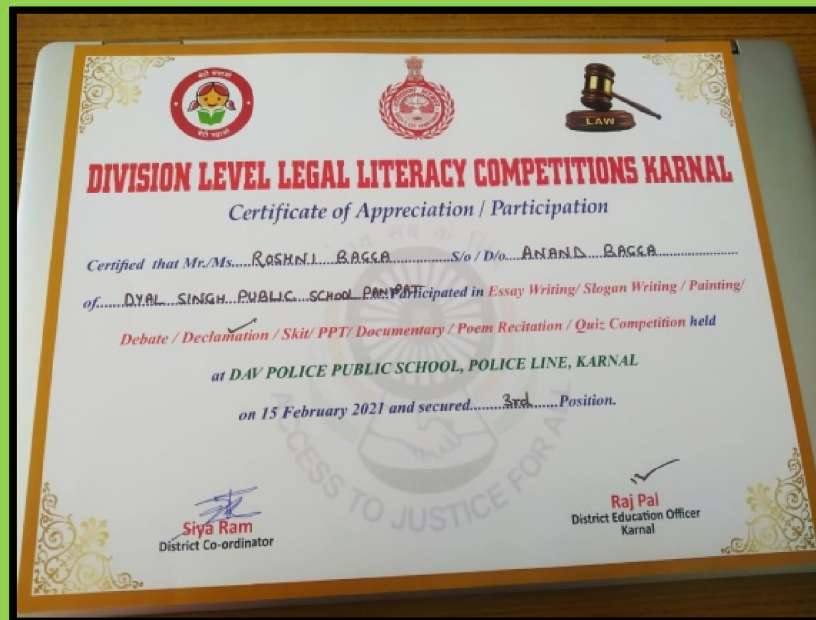 बेटी बचाओ
बेटी पढ़ाओ
LAW
DIVISION LEVEL LEGAL LITERACY COMPETITIONS KARNAL
Certificate of Appreciation / Participation
Certified that Mr./Ms....ROSHNI BAGGA....S/o / D/o....ANAND BAGGA....
of....DYAL SINGH PUBLIC SCHOOL PANIPAT Participated in Essay Writing/ Slogan Writing / Painting/
Debate / Declamation / Skit/ PPT/ Documentary / Poem Recitation / Quiz Competition held
at DAV POLICE PUBLIC SCHOOL, POLICE LINE, KARNAL
on 15 February 2021 and secured....3rd....Position.
ACCESS TO JUSTICE FOR ALL
Siya Ram
District Co-ordinator
Raj Pal
District Education Officer
Karnal